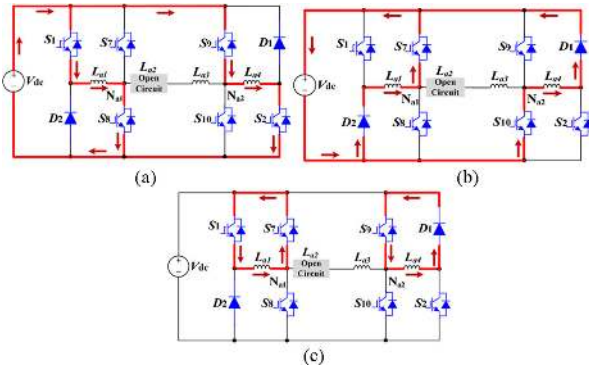 S1 S7 S9 D1
La1 La2 La3 La4
Open
Circuit
Vdc
Na1 Na2
D2 S8 S10 S2
(a)
S1 S7 S9 D1
La1 La2 La3 La4
Open
Circuit
Vdc
Na1 Na2
D2 S8 S10 S2
(b)
S1 S7 S9 D1
La1 La2 La3 La4
Open
Circuit
Vdc
Na1 Na2
D2 S8 S10 S2
(c)